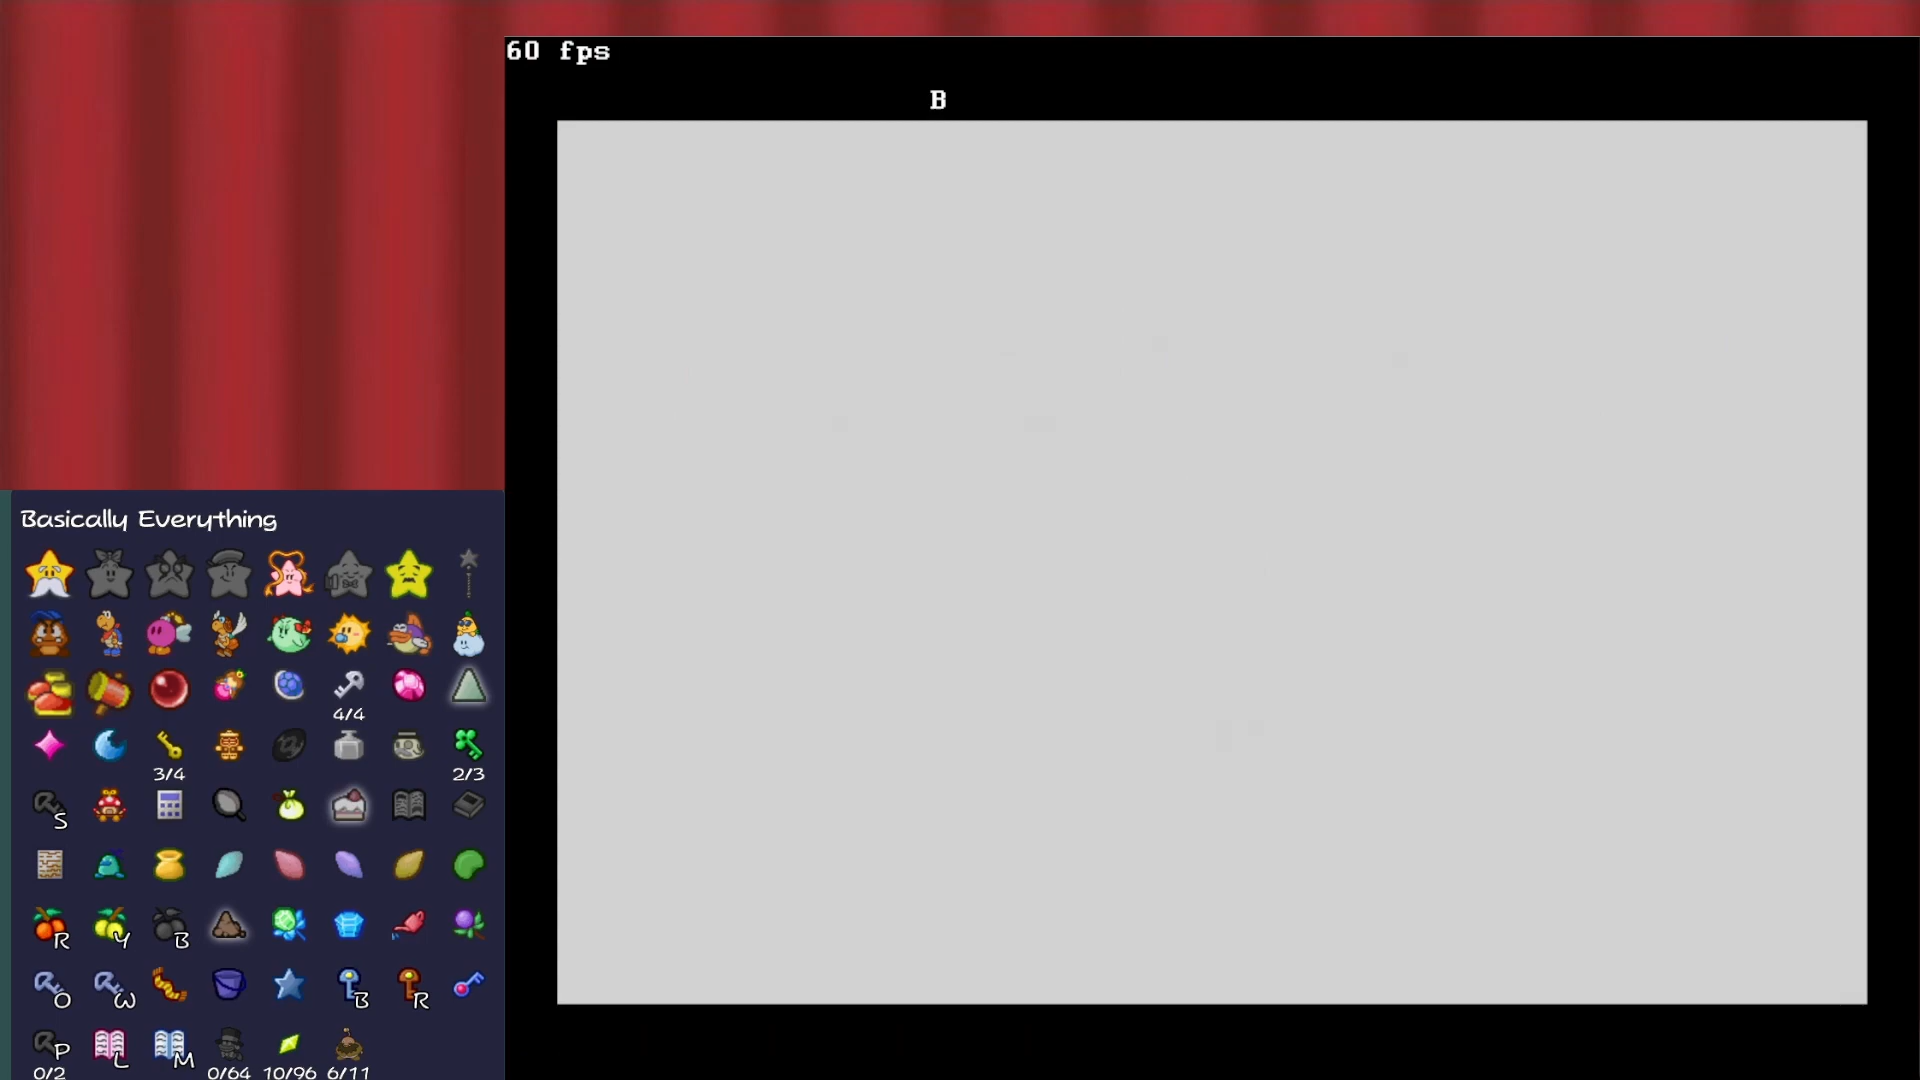 60 fps
B
Basically Everything
4/4
3/4
2/3
S
R
Y
B
O
W
B
R
P
L
M
0/2
0/64
10/96
6/11